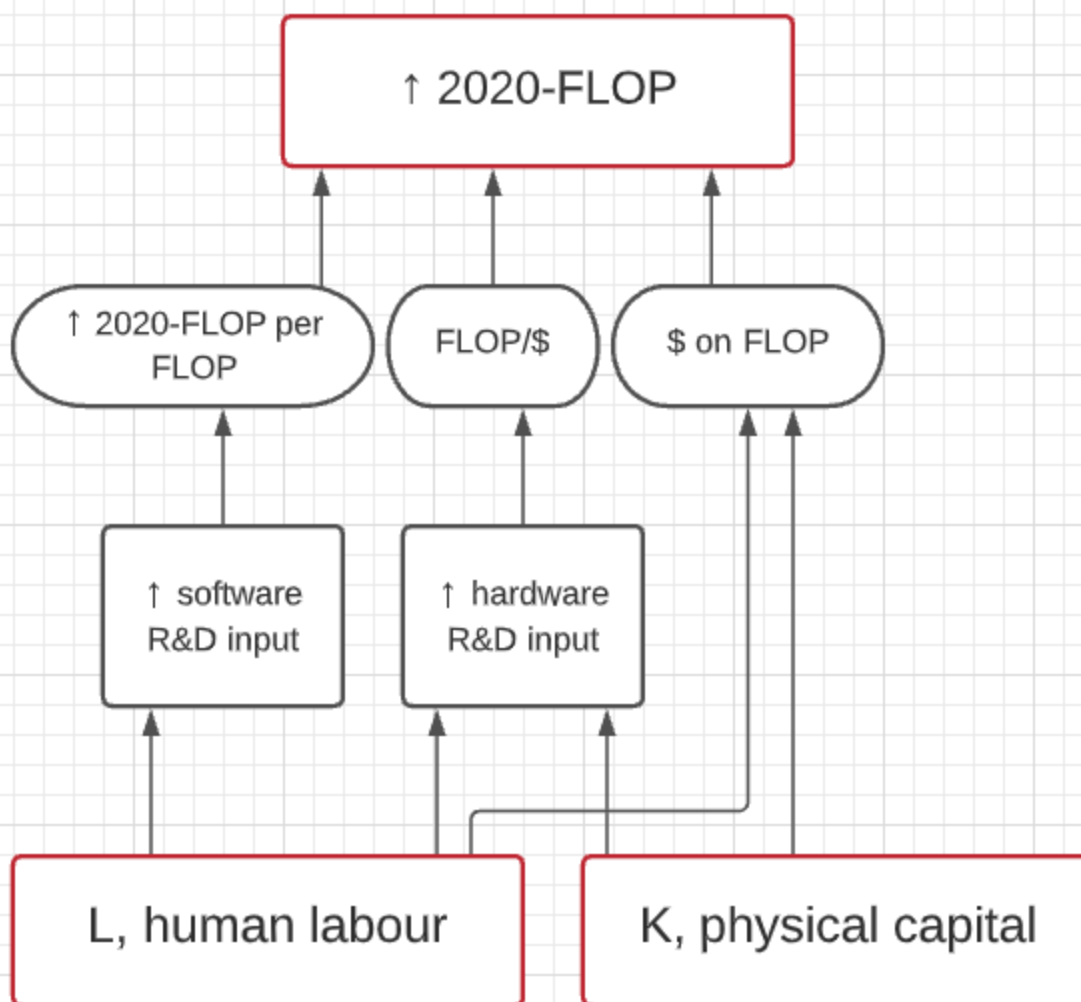 ↑ 2020-FLOP
↑ 2020-FLOP per
FLOP
FLOP/$
$ on FLOP
↑ software
R&D input
↑ hardware
R&D input
L, human labour
K, physical capital